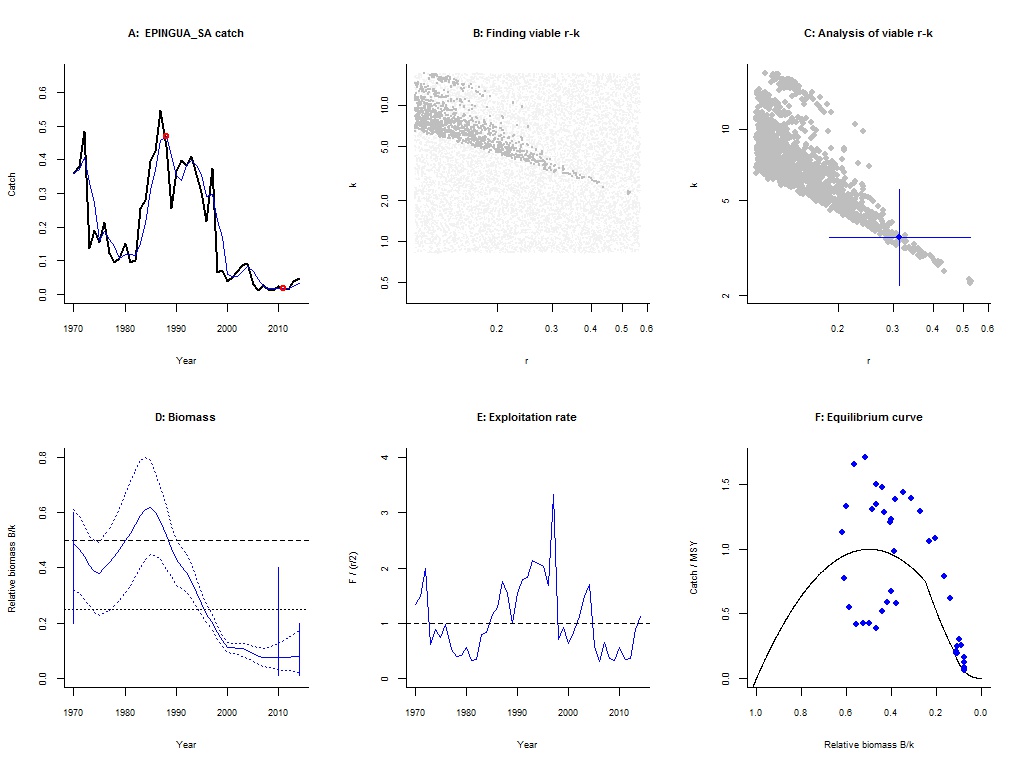 A: EPINGUA_SA catch
Catch
0.6
0.5
0.4
0.3
0.2
0.1
0.0
1970 1980 1990 2000 2010
Year
B: Finding viable r-k
k
10.0
5.0
2.0
1.0
0.5
0.2 0.3 0.4 0.5 0.6
r
C: Analysis of viable r-k
k
10
5
2
0.2 0.3 0.4 0.5 0.6
r
D: Biomass
Relative biomass B/k
0.8
0.6
0.4
0.2
0.0
1970 1980 1990 2000 2010
Year
E: Exploitation rate
F / (r/2)
4
3
2
1
0
1970 1980 1990 2000 2010
Year
F: Equilibrium curve
Catch / MSY
1.5
1.0
0.5
0.0
1.0 0.8 0.6 0.4 0.2 0.0
Relative biomass B/k